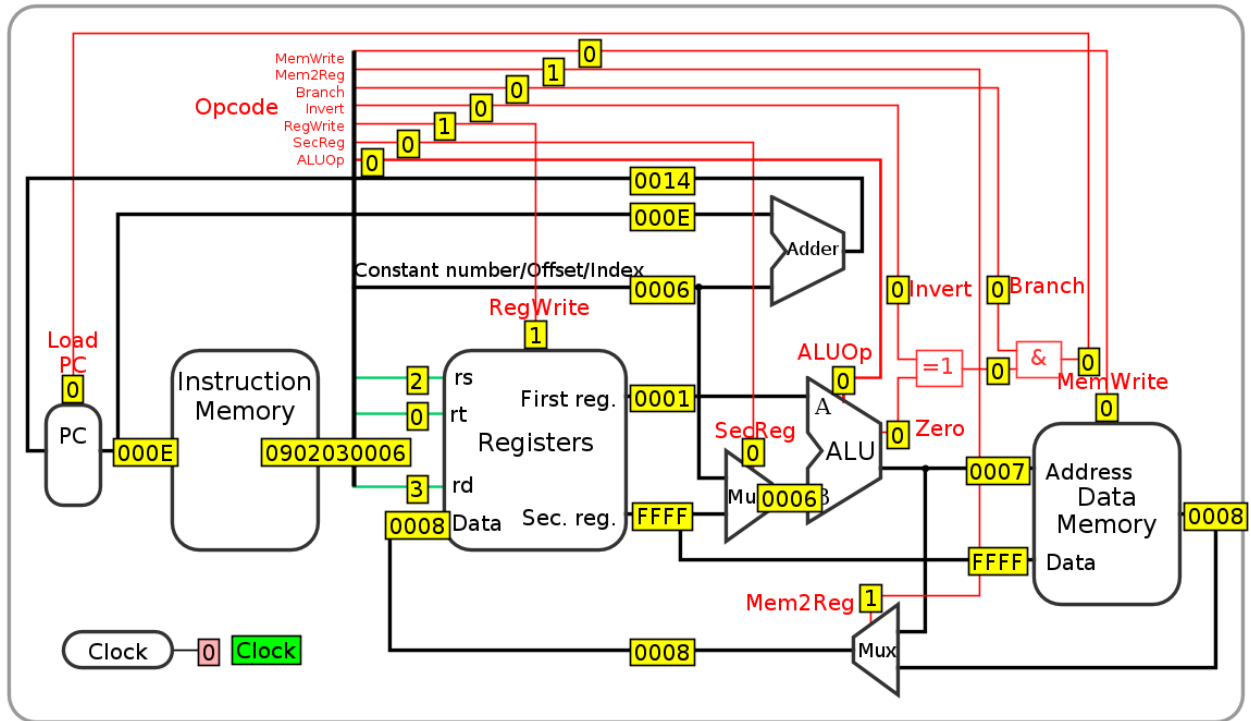 MemWrite 0
Mem2Reg 1
Branch 0
Opcode Invert 0
RegWrite 1
SecReg 0
ALUOp 0
0014
000E
Adder
Constant number/Offset/Index 0006
0 Invert 0 Branch
RegWrite
1
Load
PC
0
ALUOp
0
=1
0
&
0
MemWrite
0
PC
000E
Instruction
Memory
0902030006
2 rs
0 rt
3 rd
0008 Data
Registers
First reg. 0001
Sec. reg. FFFF
SecReg
0
Mu
0006
A
ALU
0 Zero
0007 Address
Data
Memory
FFFF Data
0008
Mem2Reg 1
Mux
0008
Clock 0 Clock